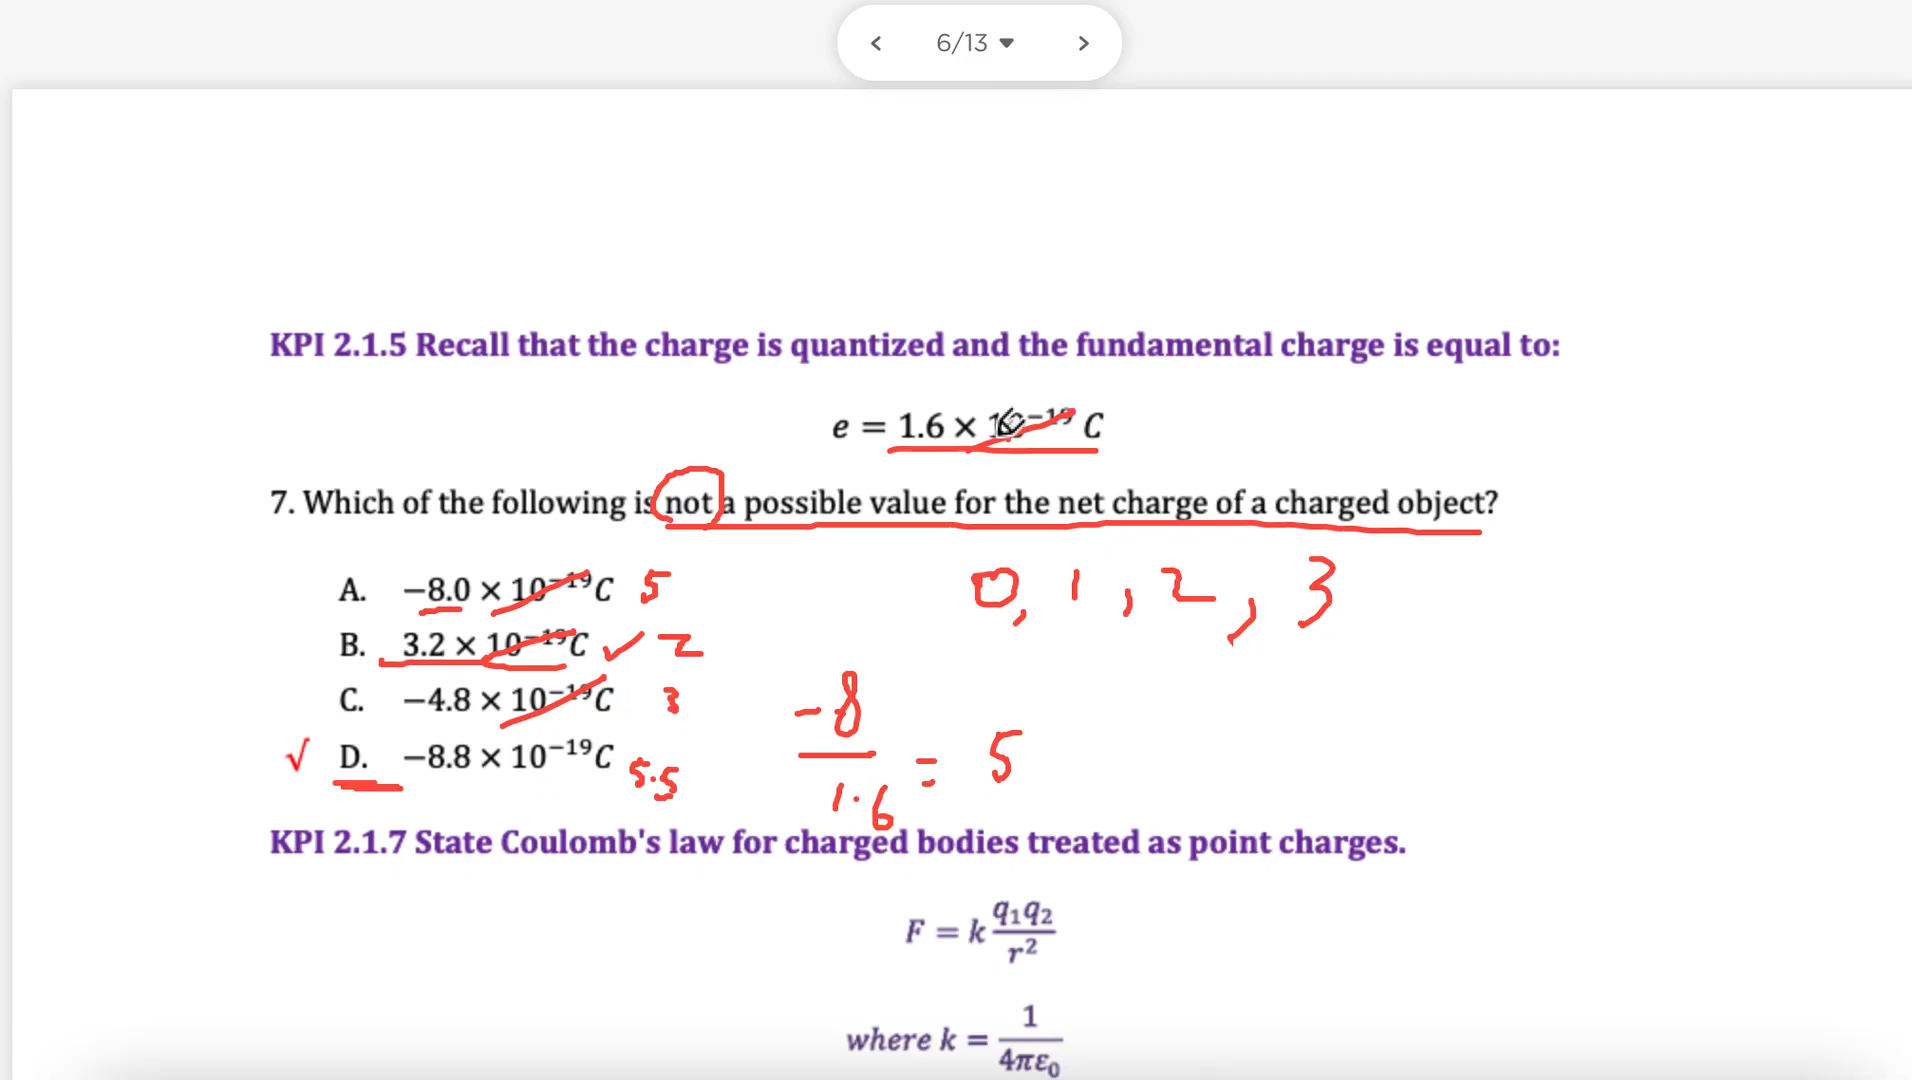 6/13
KPI 2.1.5 Recall that the charge is quantized and the fundamental charge is equal to:
e = 1.6 × 10⁻¹⁹ C
7. Which of the following is not a possible value for the net charge of a charged object?
A. −8.0 × 10⁻¹⁹C 5
0, 1, 2, 3
B. 3.2 × 10⁻¹⁹C ✓ 2
C. −4.8 × 10⁻¹⁹C 3
√ D. −8.8 × 10⁻¹⁹C 5.5
-8/1.6 = 5
KPI 2.1.7 State Coulomb's law for charged bodies treated as point charges.
F = k q₁q₂/r²
where k = 1/4πε₀